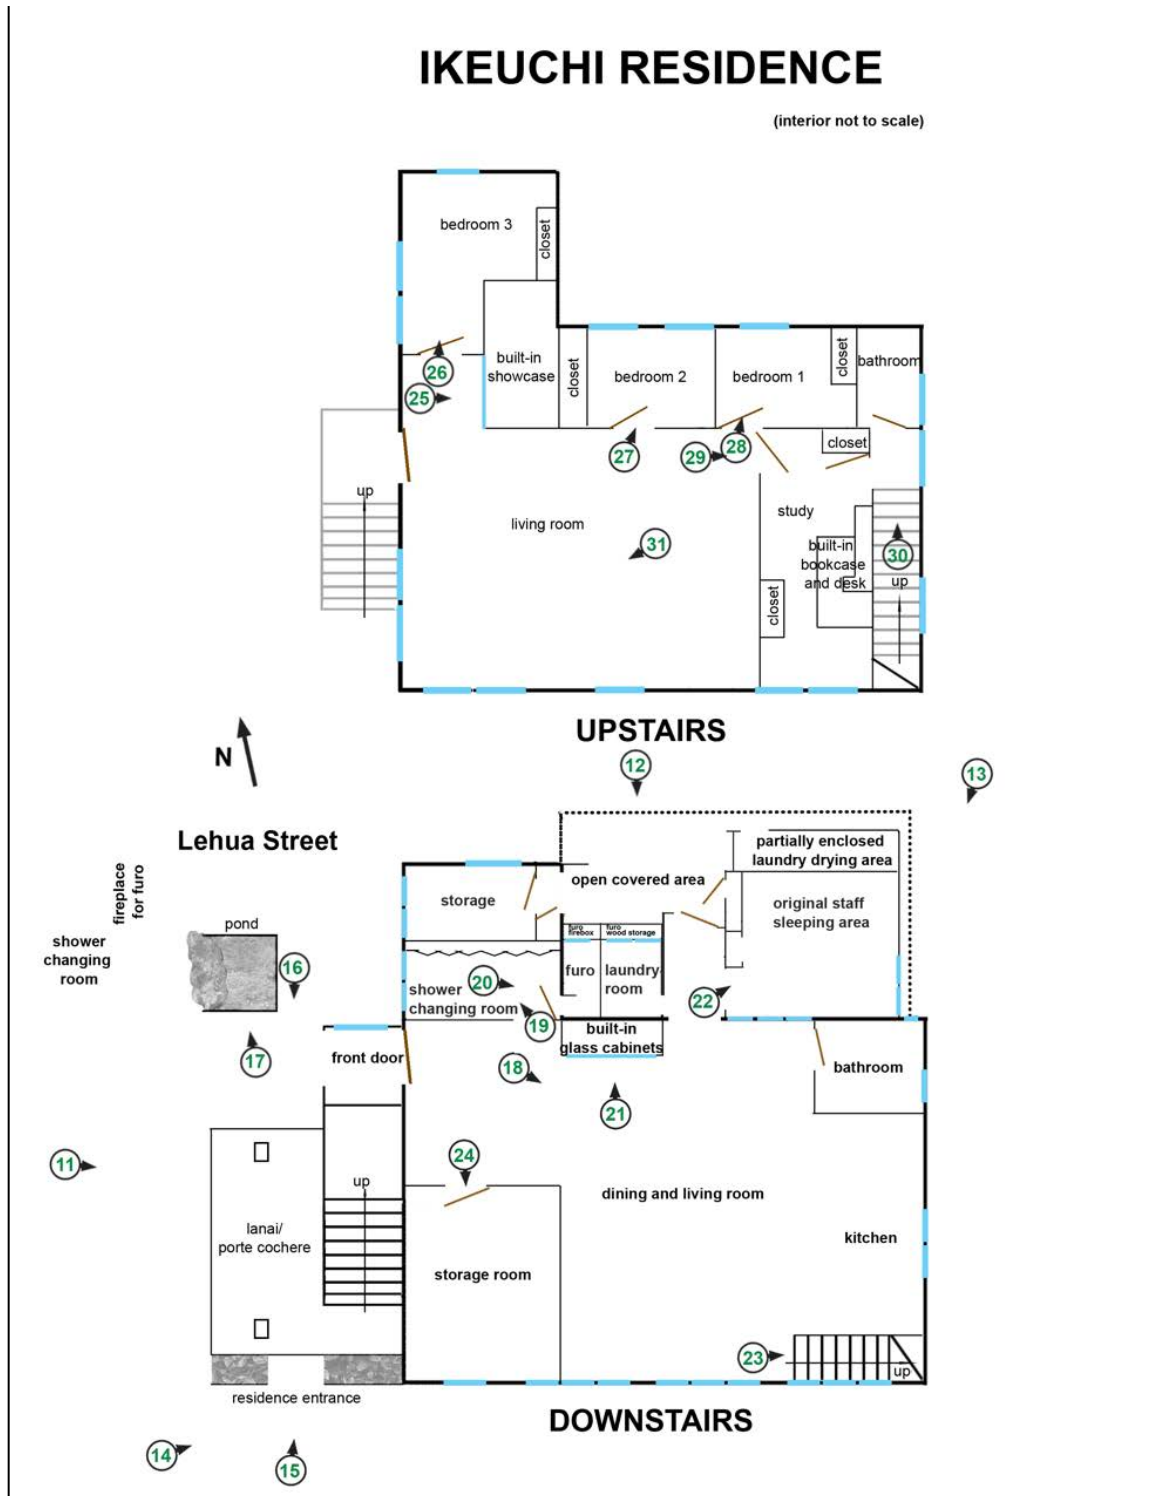 IKEUCHI RESIDENCE
(interior not to scale)
bedroom 3
closet
built-in
showcase
closet
bedroom 2
bedroom 1
closet
bathroom
26
25
27
29
28
closet
up
living room
study
31
built-in
bookcase
and desk
30
up
closet
UPSTAIRS
N
12
13
Lehua Street
fireplace
for furo
shower
changing
room
pond
16
17
storage
open covered area
partially enclosed
laundry drying area
original staff
sleeping area
furo
firebox
furo
wood storage
furo
laundry
room
20
shower
changing room
19
22
built-in
glass cabinets
front door
18
bathroom
21
11
24
up
dining and living room
lanai/
porte cochere
kitchen
storage room
23
up
residence entrance
DOWNSTAIRS
14
15